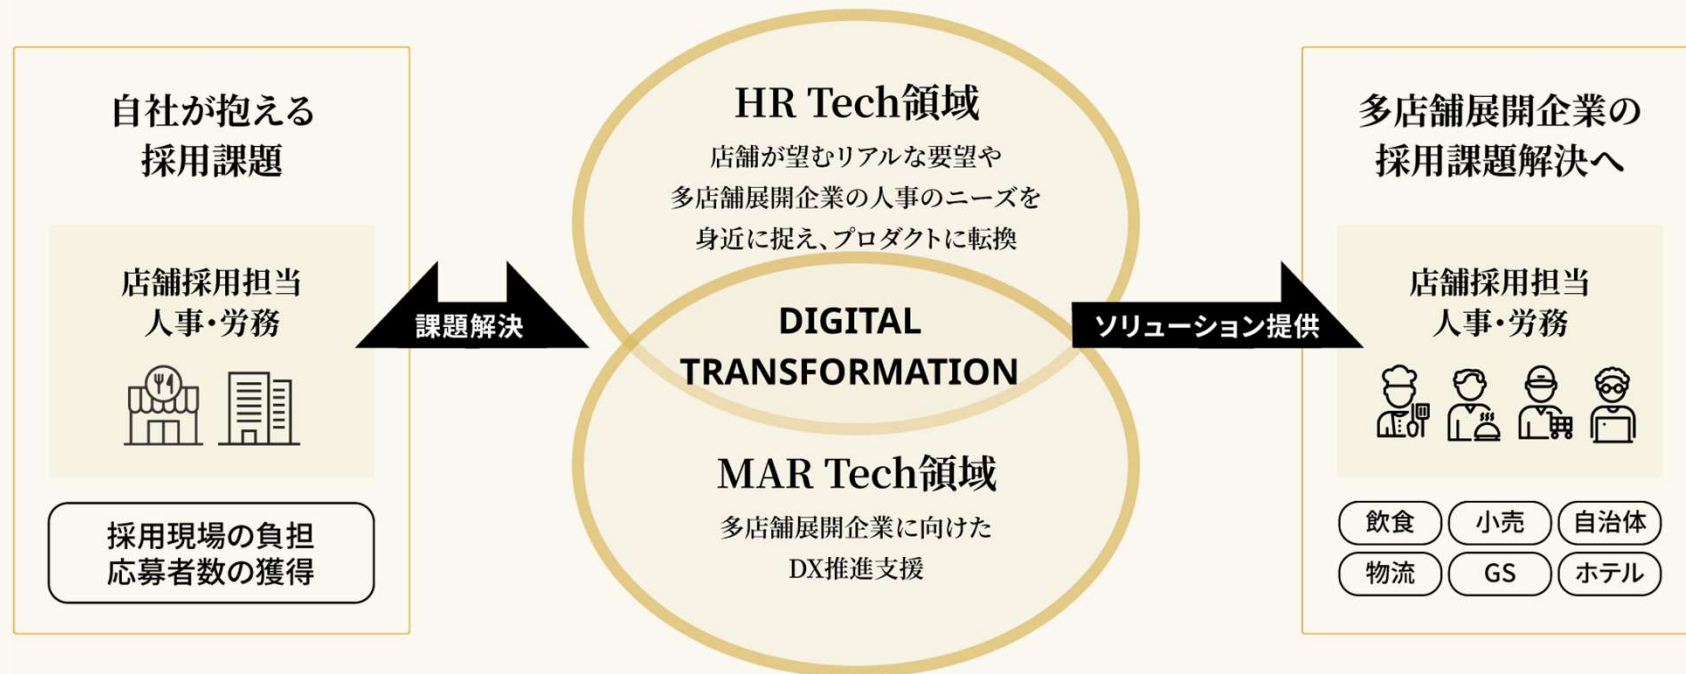 自社が抱える
採用課題
店舗採用担当
人事・労務
採用現場の負担
応募者数の獲得
課題解決
HR Tech領域
店舗が望むリアルな要望や
多店舗展開企業の人事のニーズを
身近に捉え、プロダクトに転換
DIGITAL
TRANSFORMATION
MAR Tech領域
多店舗展開企業に向けた
DX推進支援
ソリューション提供
多店舗展開企業の
採用課題解決へ
店舗採用担当
人事・労務
飲食 小売 自治体
物流 GS ホテル